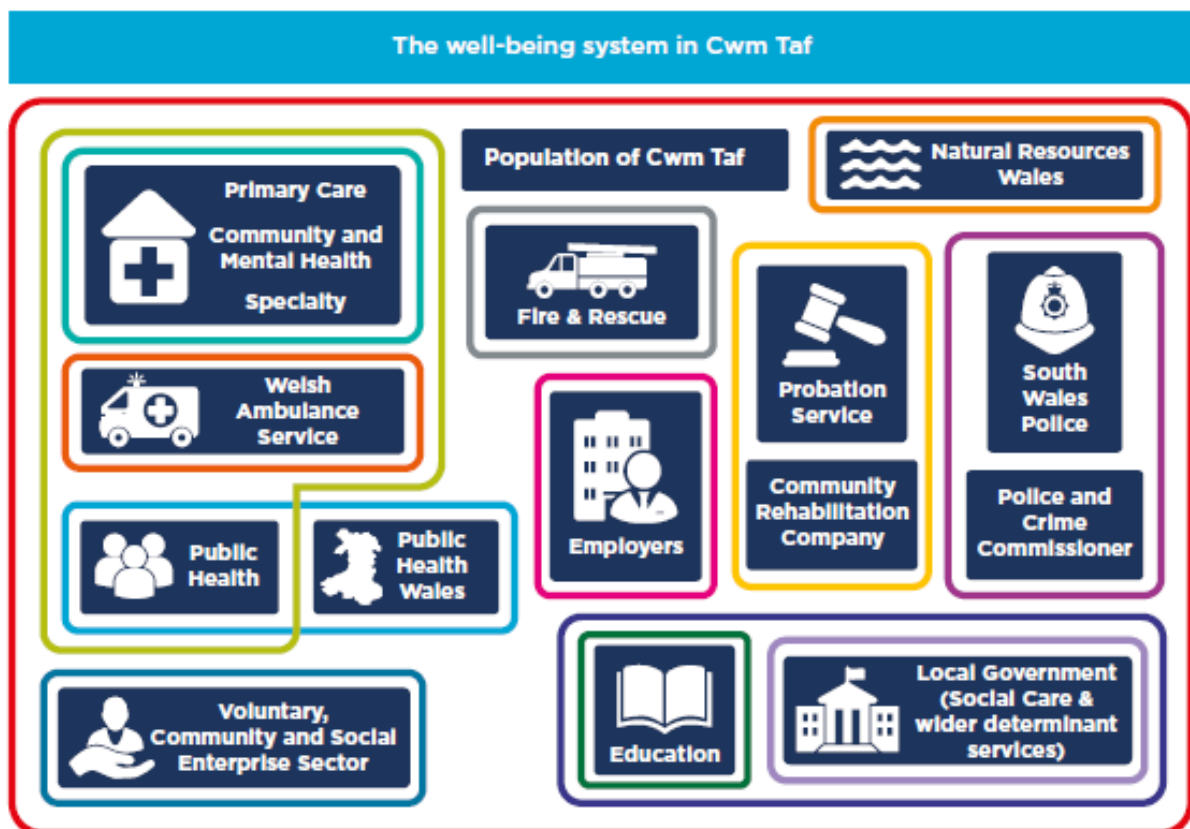 The well-being system in Cwm Taf
Population of Cwm Taf
Natural Resources
Wales
Primary Care
Community and
Mental Health
Specialty
Fire & Rescue
Welsh
Ambulance
Service
Probation
Service
Community
Rehabilitation
Company
South
Wales
Police
Police and
Crime
Commissioner
Employers
Public
Health
Public
Health
Wales
Voluntary,
Community and Social
Enterprise Sector
Education
Local Government
(Social Care &
wider determinant
services)